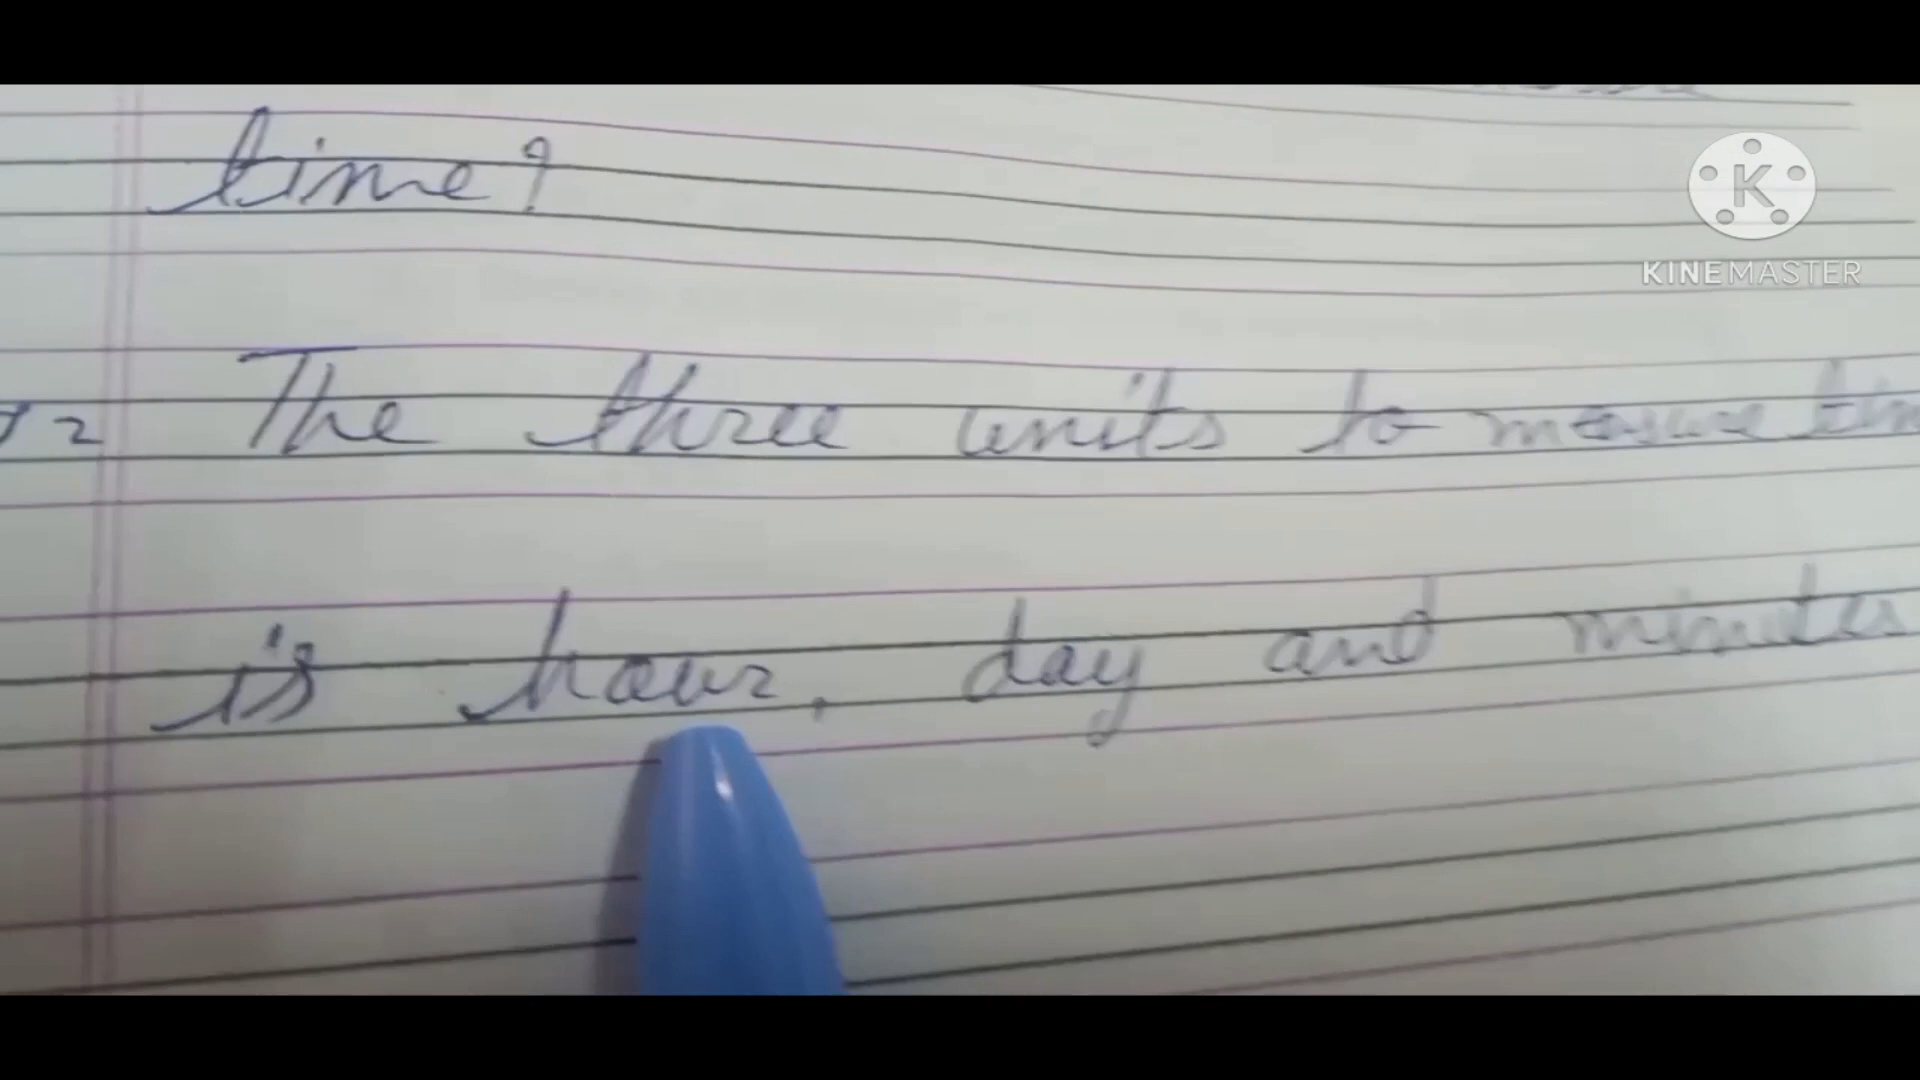 time?
KINEMASTER
The three units to measure
is hour, day and minutes